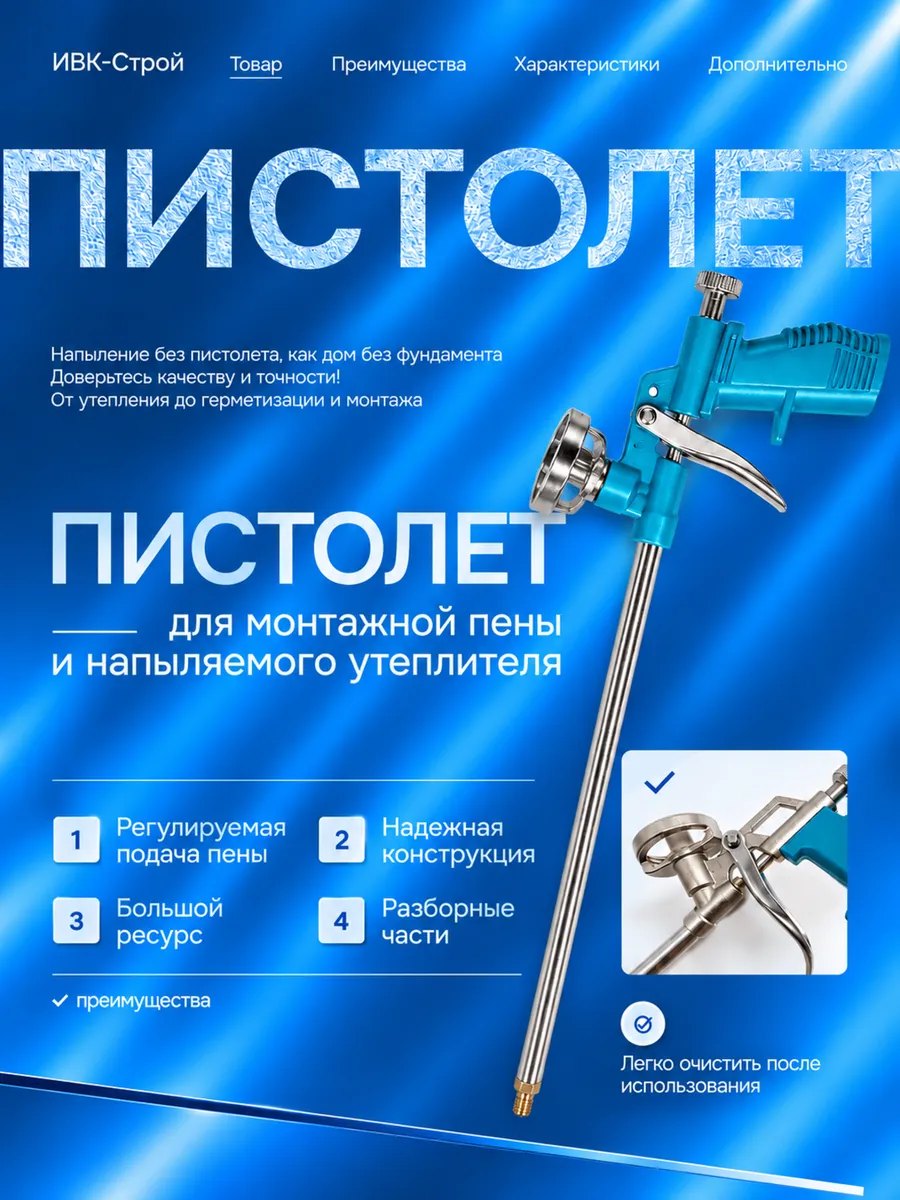 ИВК-Строй Товар Преимущества Характеристики Дополнительно
ПИСТОЛЕТ
Напыление без пистолета, как дом без фундамента
Доверьтесь качеству и точности!
От утепления до герметизации и монтажа
ПИСТОЛЕТ
для монтажной пены
и напыляемого утеплителя
1 Регулируемая
подача пены
2 Надежная
конструкция
3 Большой
ресурс
4 Разборные
части
преимущества
Легко очистить после
использования